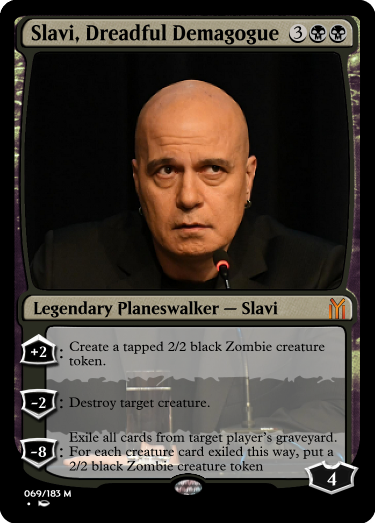 Slavi, Dreadful Demagogue 3
Legendary Planeswalker — Slavi
+2 : Create a tapped 2/2 black Zombie creature
token.
-2 : Destroy target creature.
Exile all cards from target player's graveyard.
-8 : For each creature card exiled this way, put a
2/2 black Zombie creature token
4
069/183 M